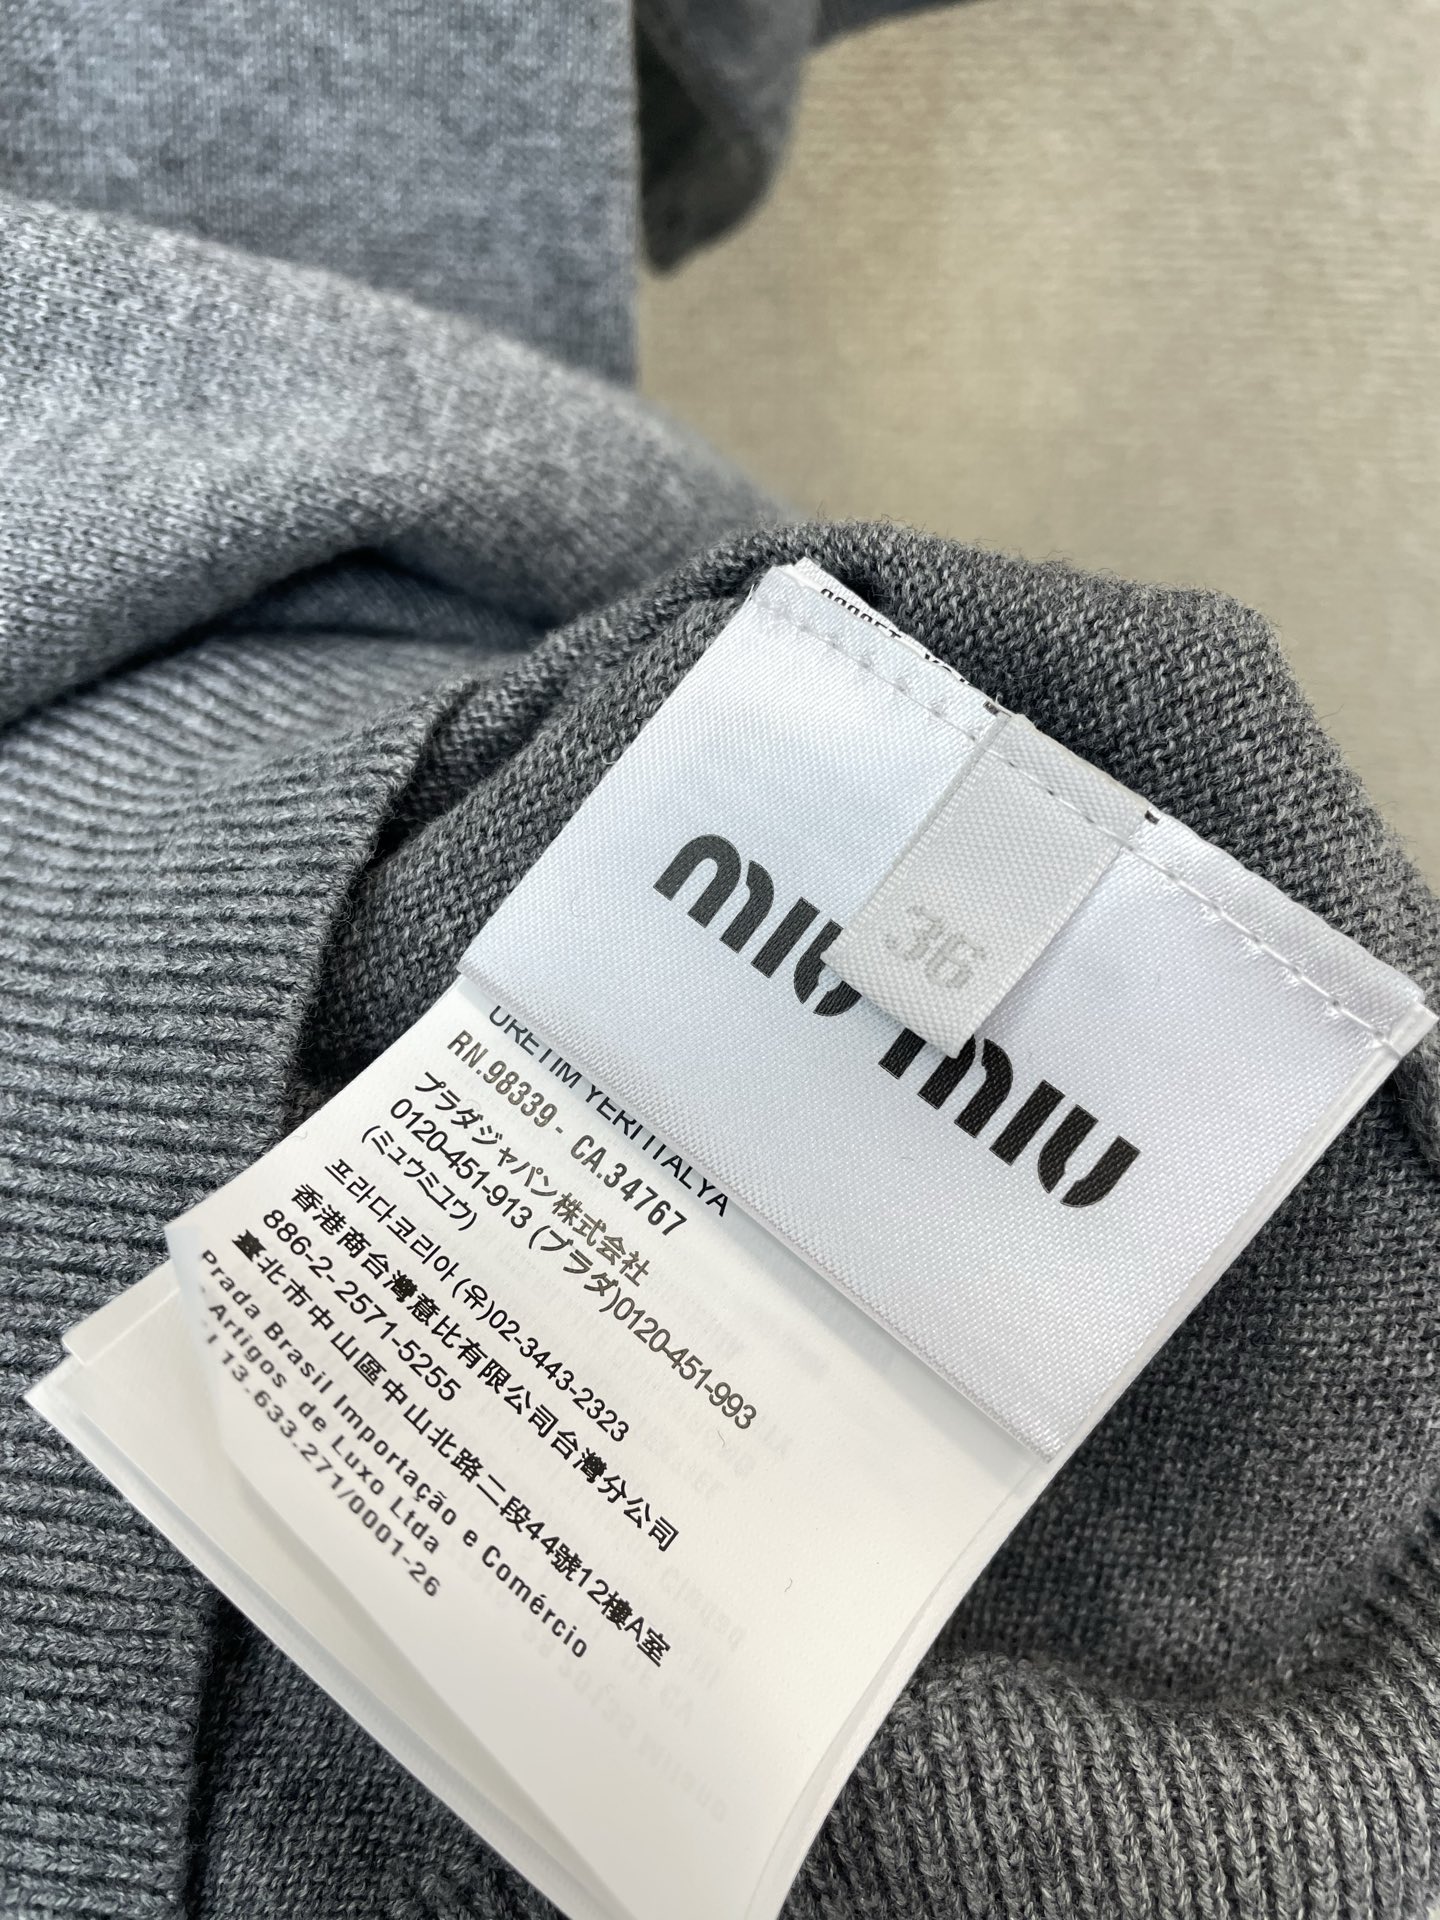 miu miu
36
ÜRETIM YERI ITALYA
RN.98339 - CA.34767
プラダジャパン株式会社
0120-451-913 (プラダ)0120-451-993
(ミュウミュウ)
프라다코리아(유)02-3443-2323
香港商台灣意比有限公司台灣分公司
886-2-2571-5255
臺北市中山區中山北路二段44號12樓A室
Prada Brasil Importação e Comércio
Artigos de Luxo Ltda
13.633.271/0001-26